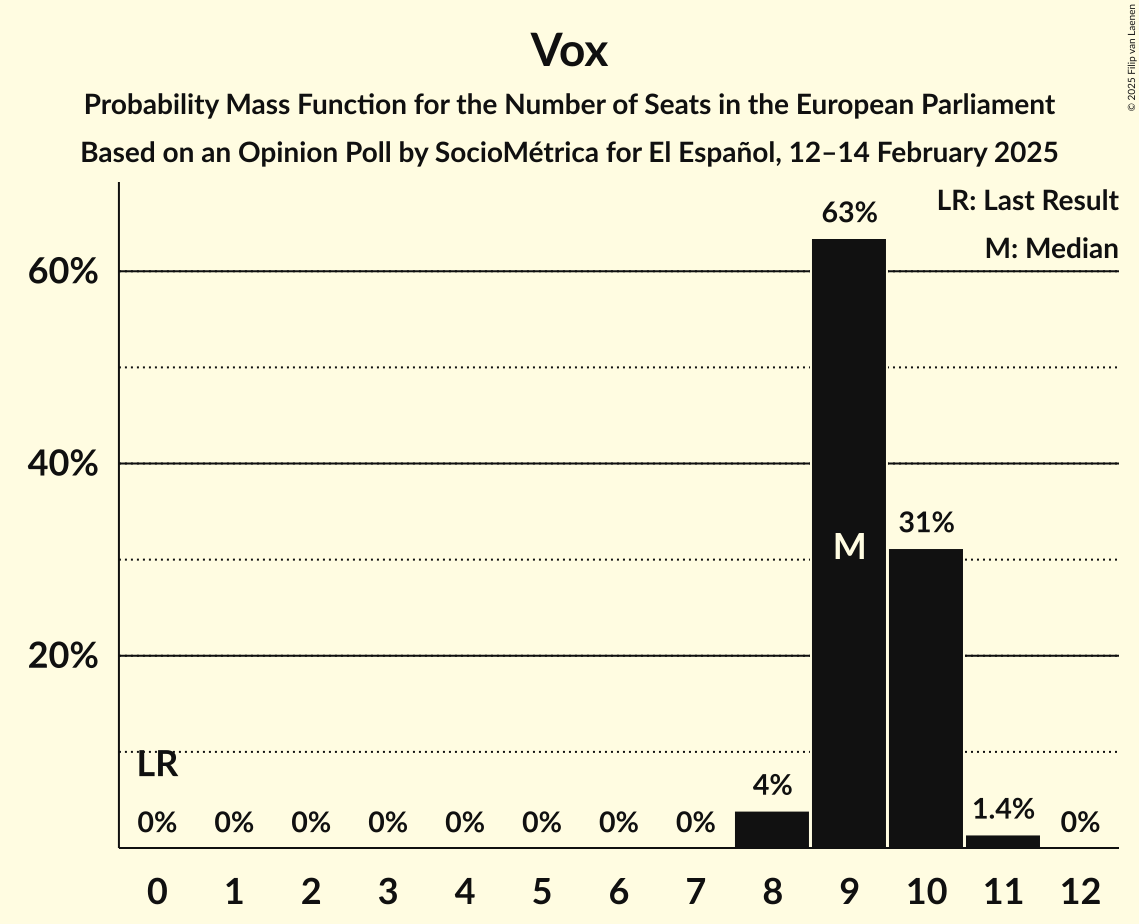 Vox
Probability Mass Function for the Number of Seats in the European Parliament
Based on an Opinion Poll by SocioMétrica for El Español, 12–14 February 2025
© 2025 Filip van Laenen
LR: Last Result
M: Median
63%
60%
40%
31%
M
20%
LR
4%
1.4%
0% 0% 0% 0% 0% 0% 0% 0% 0%
0 1 2 3 4 5 6 7 8 9 10 11 12